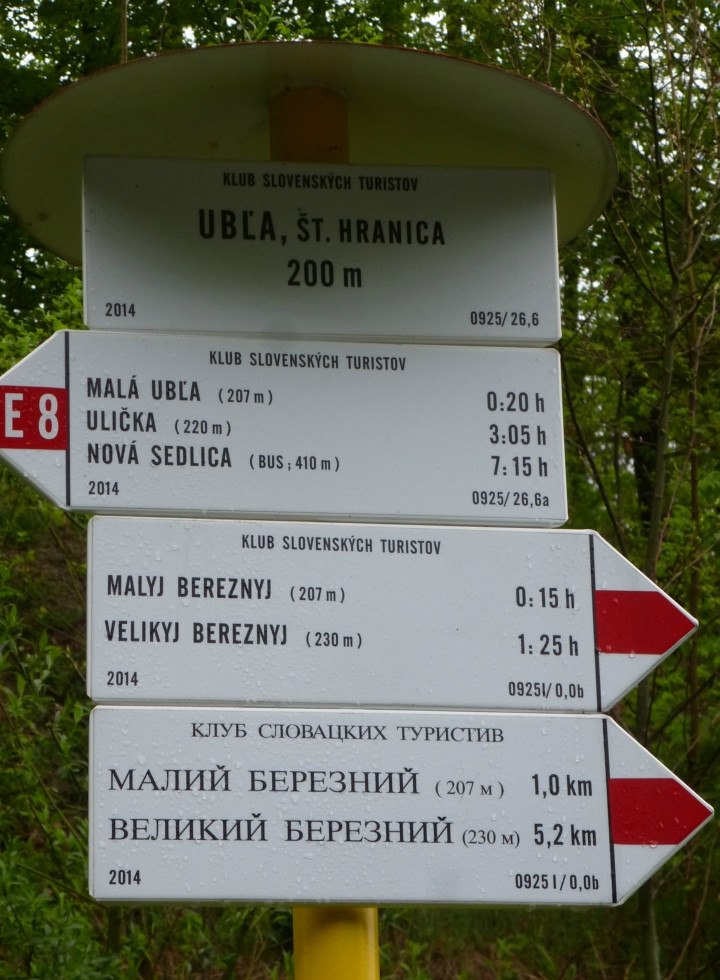 KLUB SLOVENSKÝCH TURISTOV
UBĽA, ŠT. HRANICA
200 m
2014 0925/26,6
KLUB SLOVENSKÝCH TURISTOV
E 8
MALÁ UBĽA (207 m) 0:20 h
ULIČKA (220 m) 3:05 h
NOVÁ SEDLICA (BUS; 410 m) 7:15 h
2014 0925/26,6a
KLUB SLOVENSKÝCH TURISTOV
MALYJ BEREZNYJ (207 m) 0:15 h
VELIKYJ BEREZNYJ (230 m) 1:25 h
2014 0925I/0,0b
КЛУБ СЛОВАЦКИХ ТУРИСТИВ
МАЛИЙ БЕРЕЗНИЙ (207 м) 1,0 km
ВЕЛИКИЙ БЕРЕЗНИЙ (230 м) 5,2 km
2014 0925I/0,0b